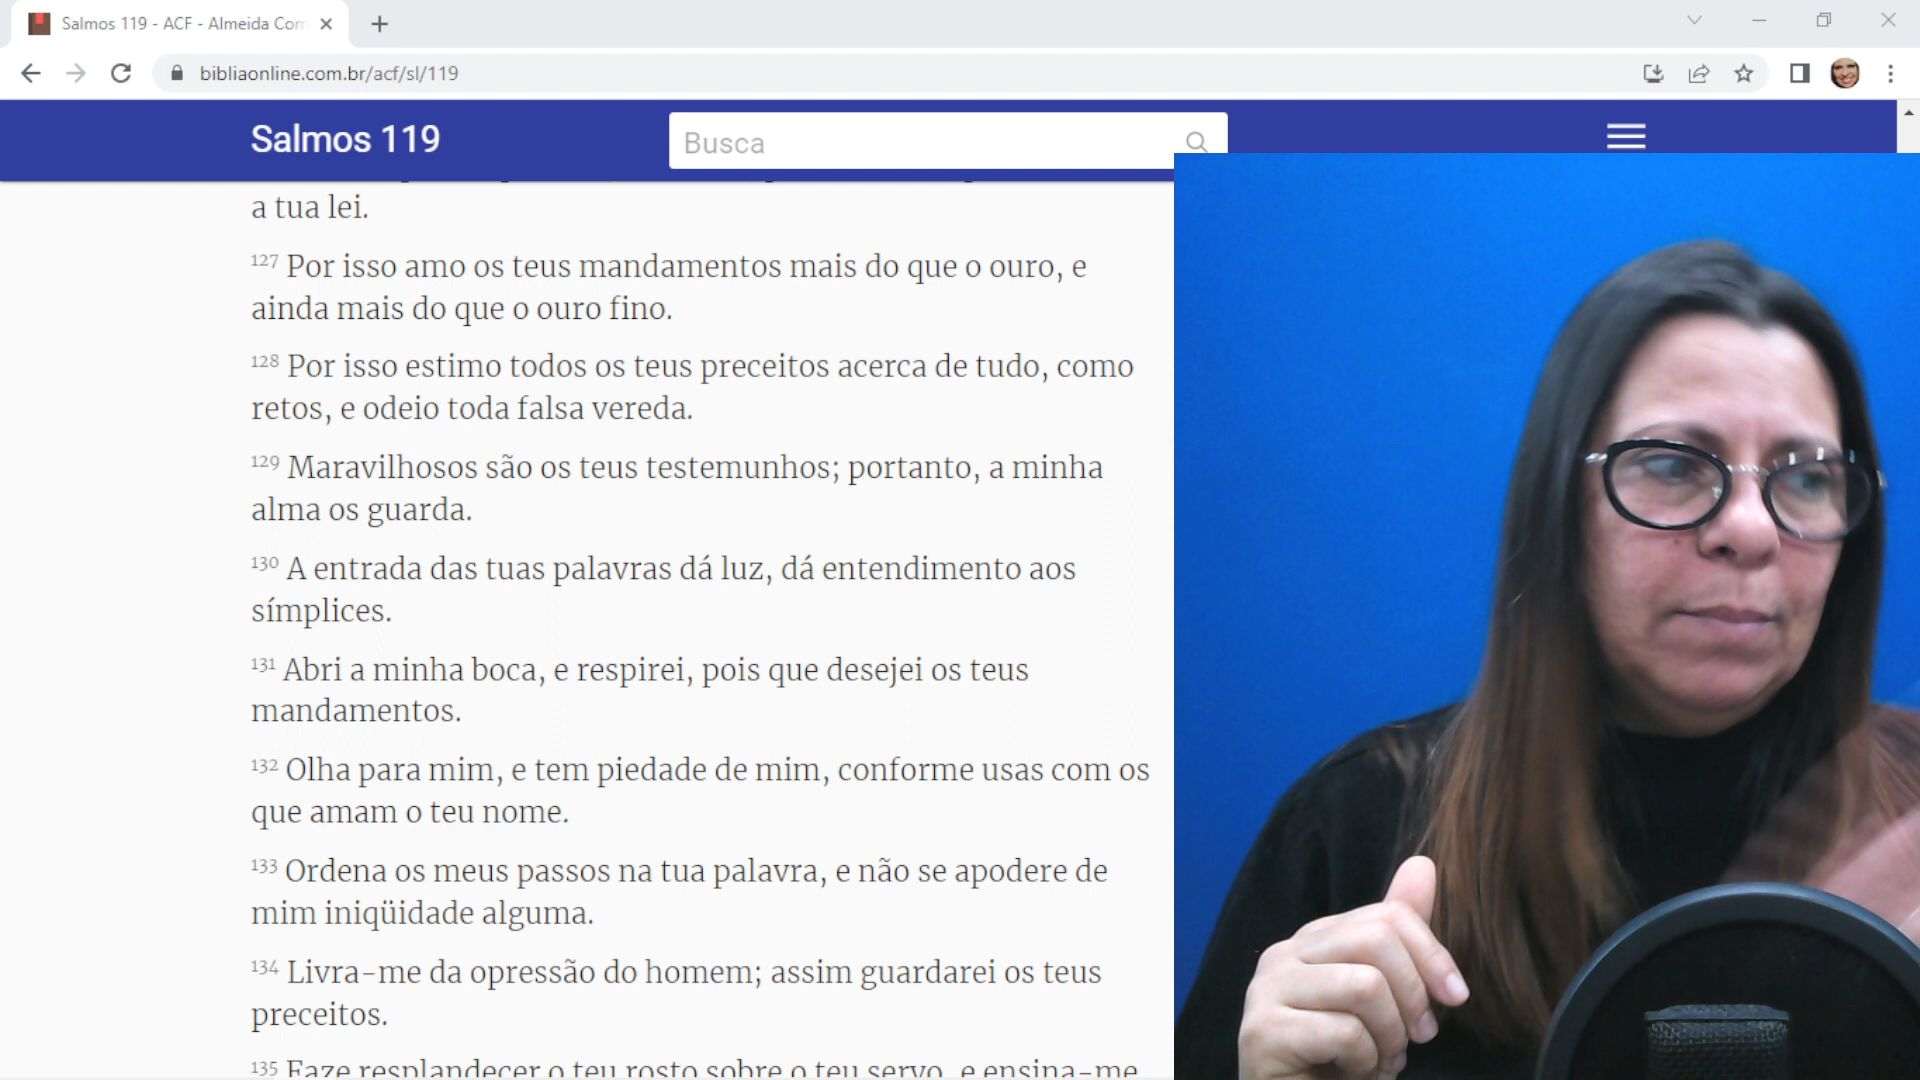 Salmos 119 - ACF - Almeida Corr
bibliaonline.com.br/acf/sl/119
Salmos 119
Busca
a tua lei.
127 Por isso amo os teus mandamentos mais do que o ouro, e
ainda mais do que o ouro fino.
128 Por isso estimo todos os teus preceitos acerca de tudo, como
retos, e odeio toda falsa vereda.
129 Maravilhosos são os teus testemunhos; portanto, a minha
alma os guarda.
130 A entrada das tuas palavras dá luz, dá entendimento aos
símplices.
131 Abri a minha boca, e respirei, pois que desejei os teus
mandamentos.
132 Olha para mim, e tem piedade de mim, conforme usas com os
que amam o teu nome.
133 Ordena os meus passos na tua palavra, e não se apodere de
mim iniqüidade alguma.
134 Livra-me da opressão do homem; assim guardarei os teus
preceitos.
135 Faze resplandecer o teu rosto sobre o teu servo, e ensina-me